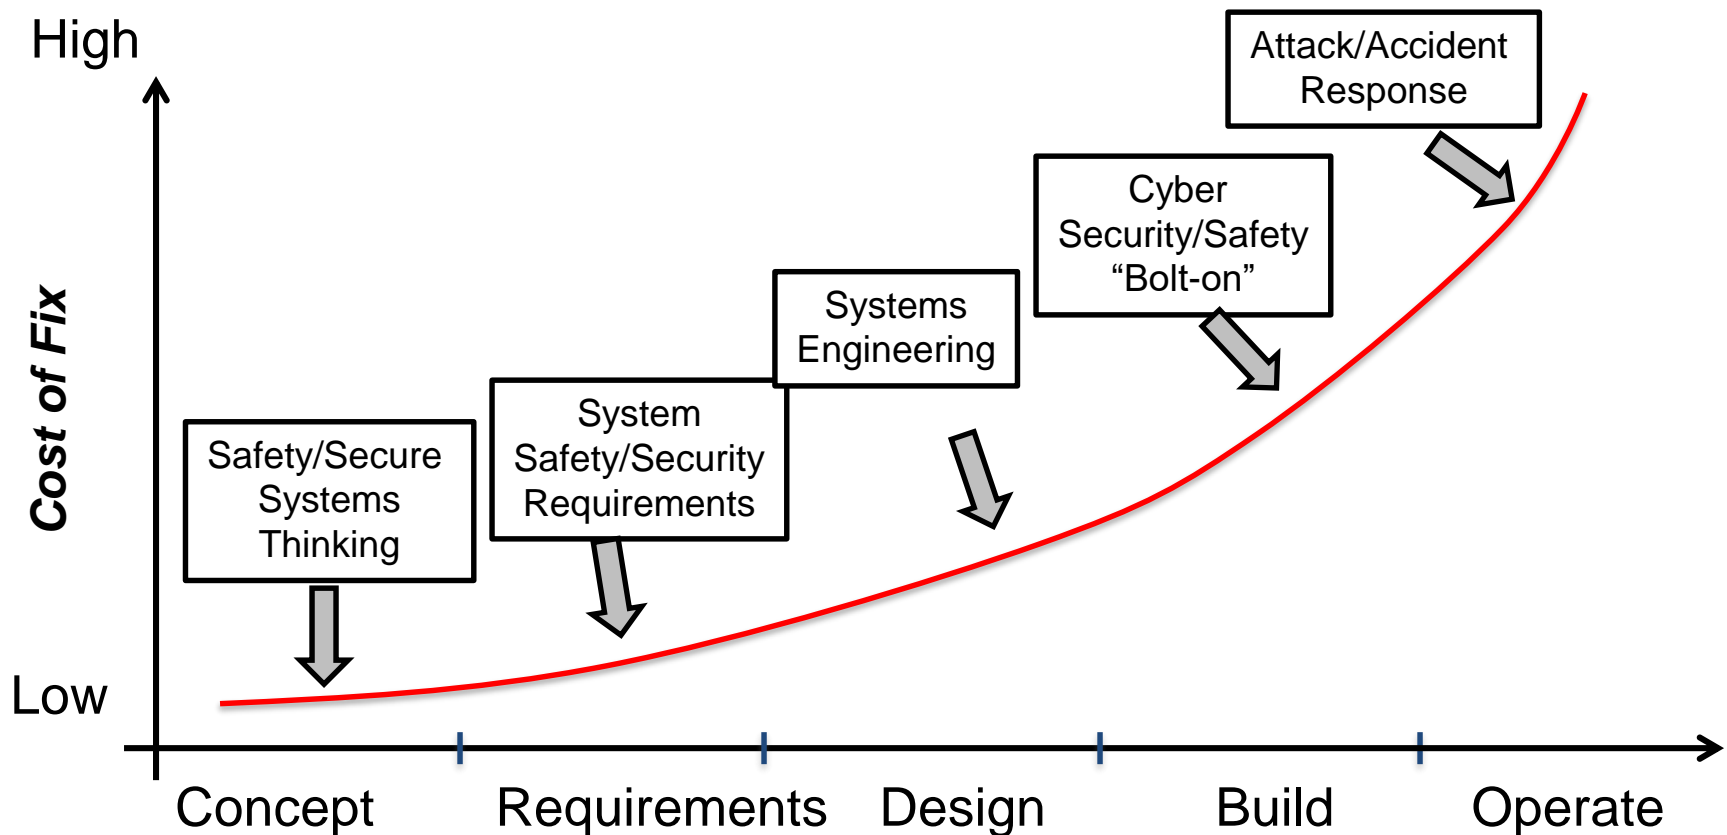 High
Attack/Accident
Response
Cyber
Security/Safety
“Bolt-on”
Systems
Engineering
System
Safety/Security
Requirements
Safety/Secure
Systems
Thinking
Cost of Fix
Low
Concept
Requirements
Design
Build
Operate